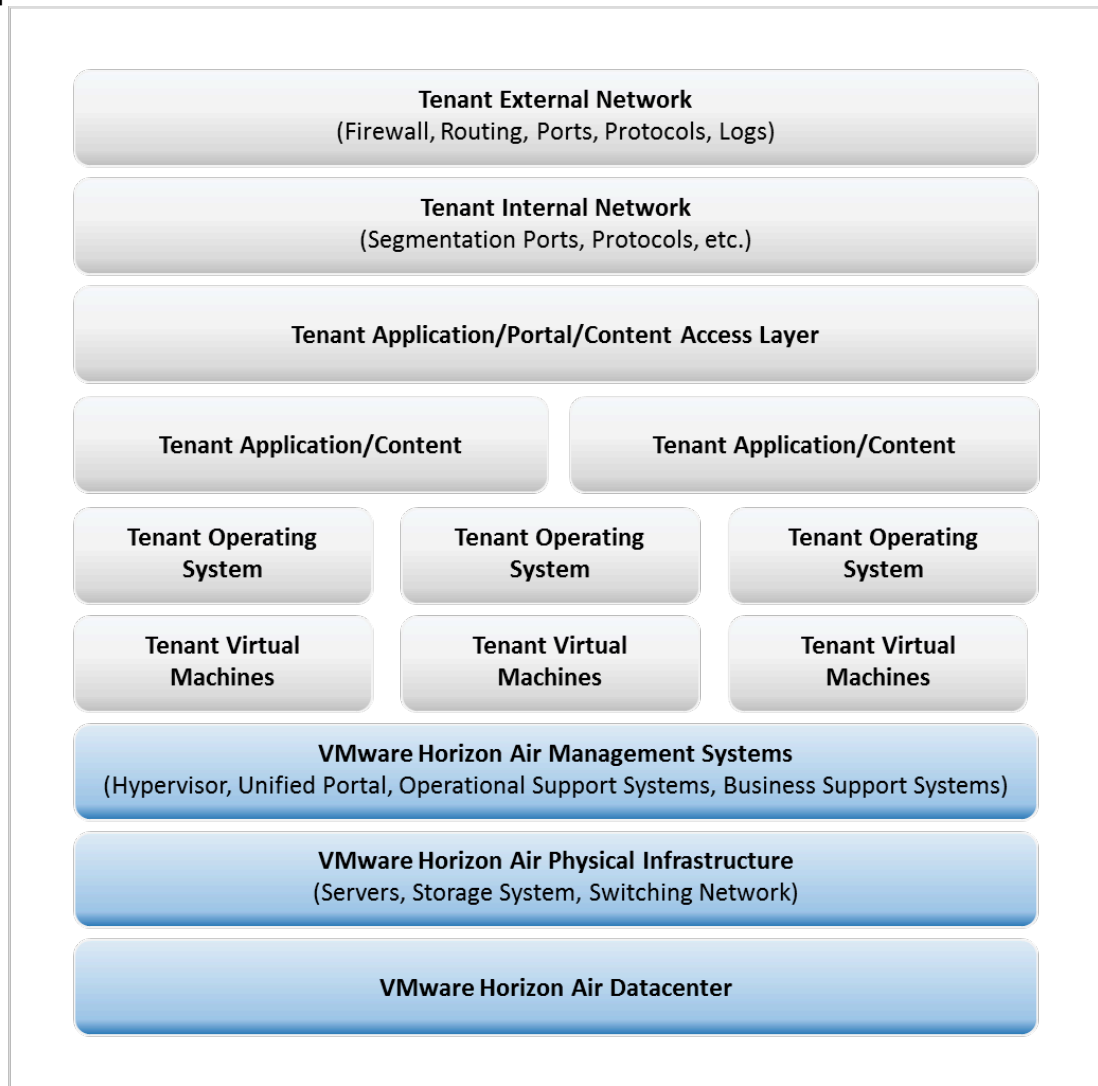 Tenant External Network
(Firewall, Routing, Ports, Protocols, Logs)
Tenant Internal Network
(Segmentation Ports, Protocols, etc.)
Tenant Application/Portal/Content Access Layer
Tenant Application/Content
Tenant Application/Content
Tenant Operating
System
Tenant Operating
System
Tenant Operating
System
Tenant Virtual
Machines
Tenant Virtual
Machines
Tenant Virtual
Machines
VMware Horizon Air Management Systems
(Hypervisor, Unified Portal, Operational Support Systems, Business Support Systems)
VMware Horizon Air Physical Infrastructure
(Servers, Storage System, Switching Network)
VMware Horizon Air Datacenter